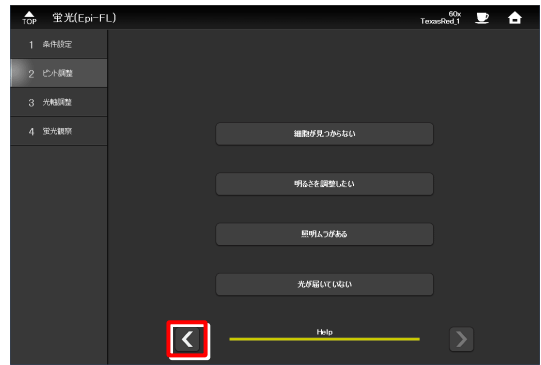 TOP 蛍光(Epi-FL)
60x
TexasRed_1
1 条件設定
2 ピント調整
3 光軸調整
4 蛍光観察
細胞が見つからない
明るさを調整したい
照明ムラがある
光が届いていない
Help